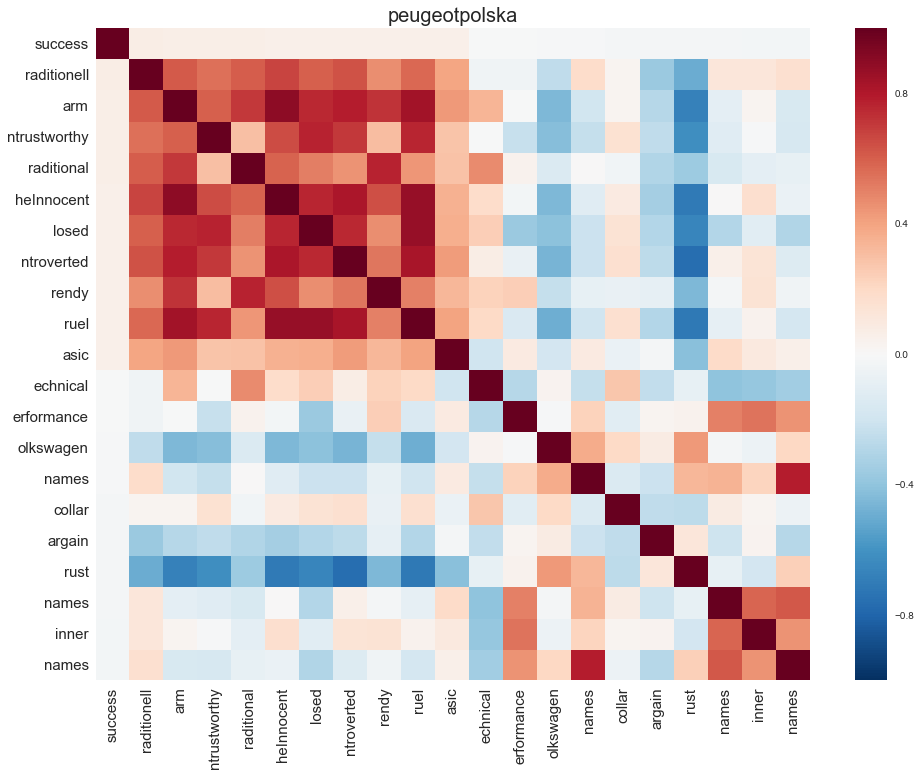 peugeotpolska
success
raditionell
arm
ntrustworthy
raditional
heInnocent
losed
ntroverted
rendy
ruel
asic
echnical
erformance
olkswagen
names
collar
argain
rust
names
inner
names
success
raditionell
arm
ntrustworthy
raditional
heInnocent
losed
ntroverted
rendy
ruel
asic
echnical
erformance
olkswagen
names
collar
argain
rust
names
inner
names
0.8
0.4
0.0
−0.4
−0.8